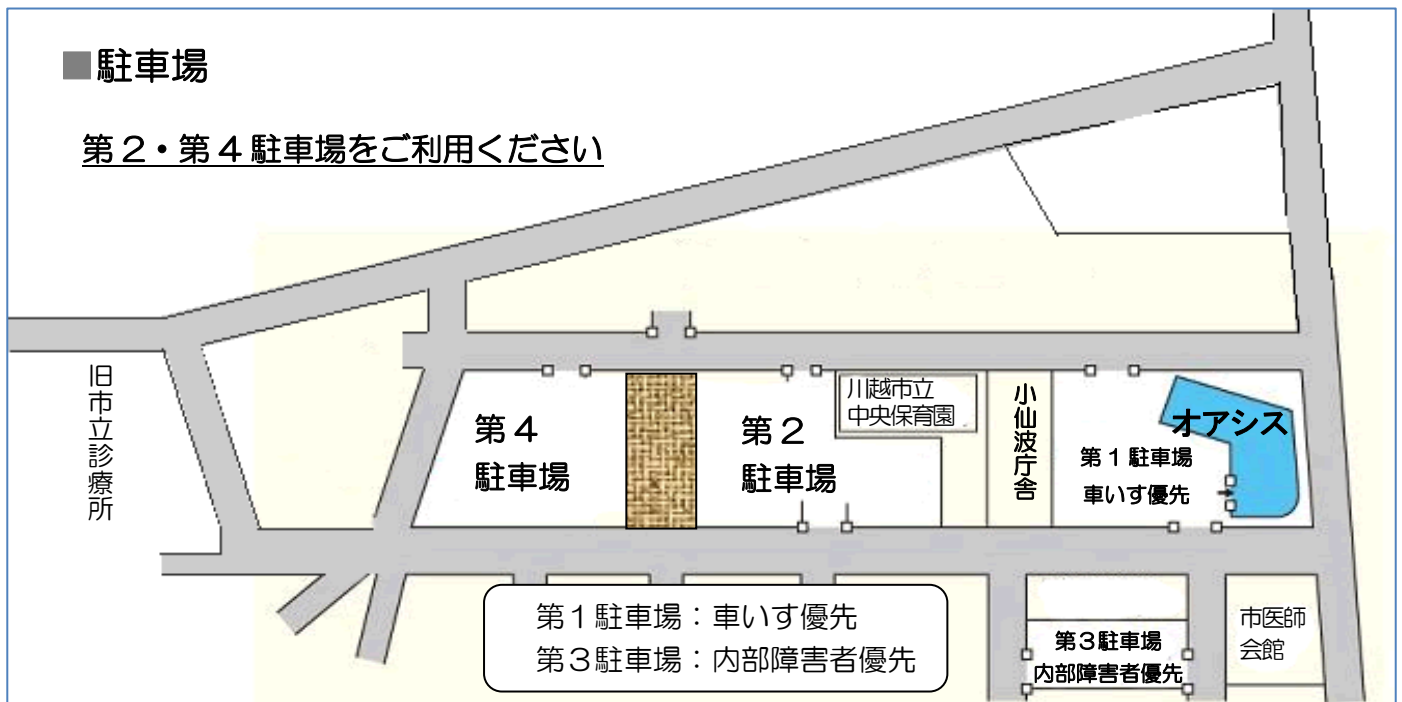 ■駐車場
第２・第４駐車場をご利用ください
旧市立診療所
第４
駐車場
第２
駐車場
川越市立
中央保育園
小仙波庁舎
オアシス
第１駐車場
車いす優先
第１駐車場：車いす優先
第３駐車場：内部障害者優先
第３駐車場
内部障害者優先
市医師
会館